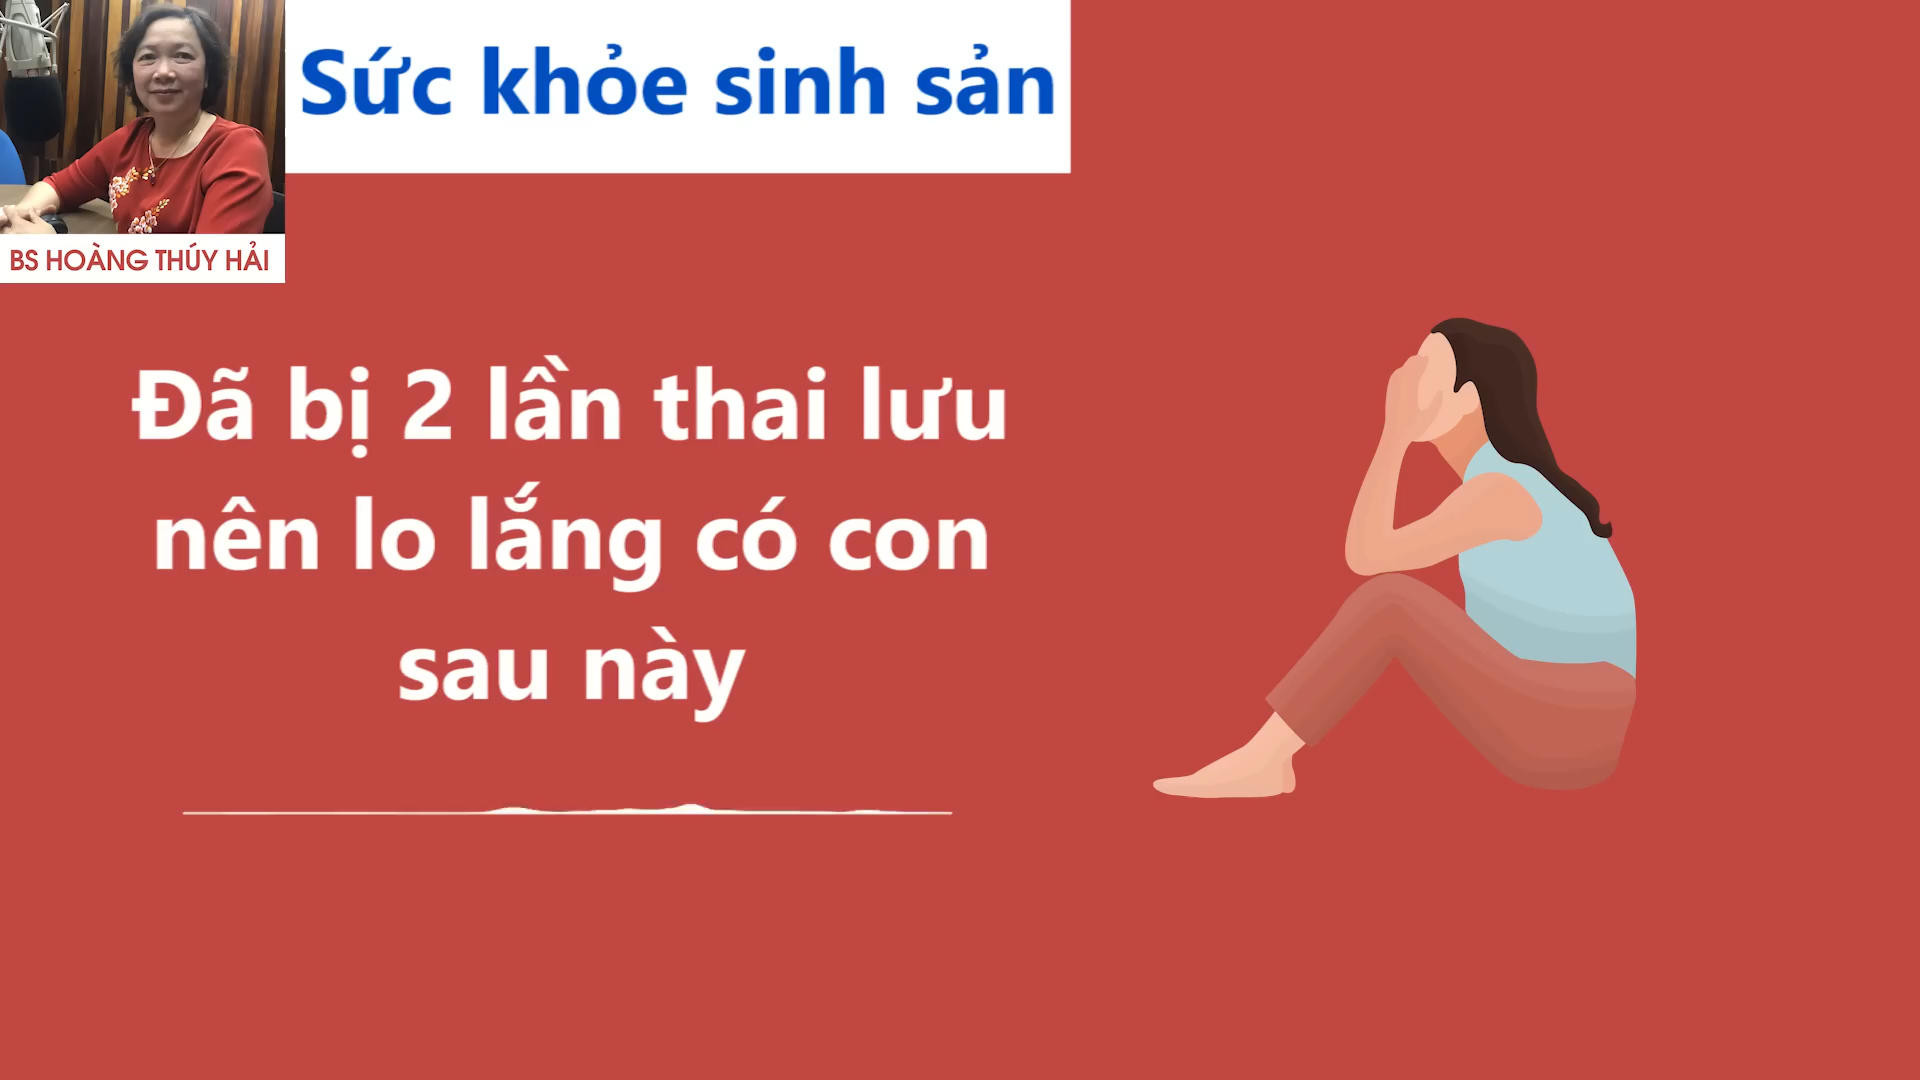 Sức khỏe sinh sản
BS HOÀNG THÚY HẢI
Đã bị 2 lần thai lưu
nên lo lắng có con
sau này